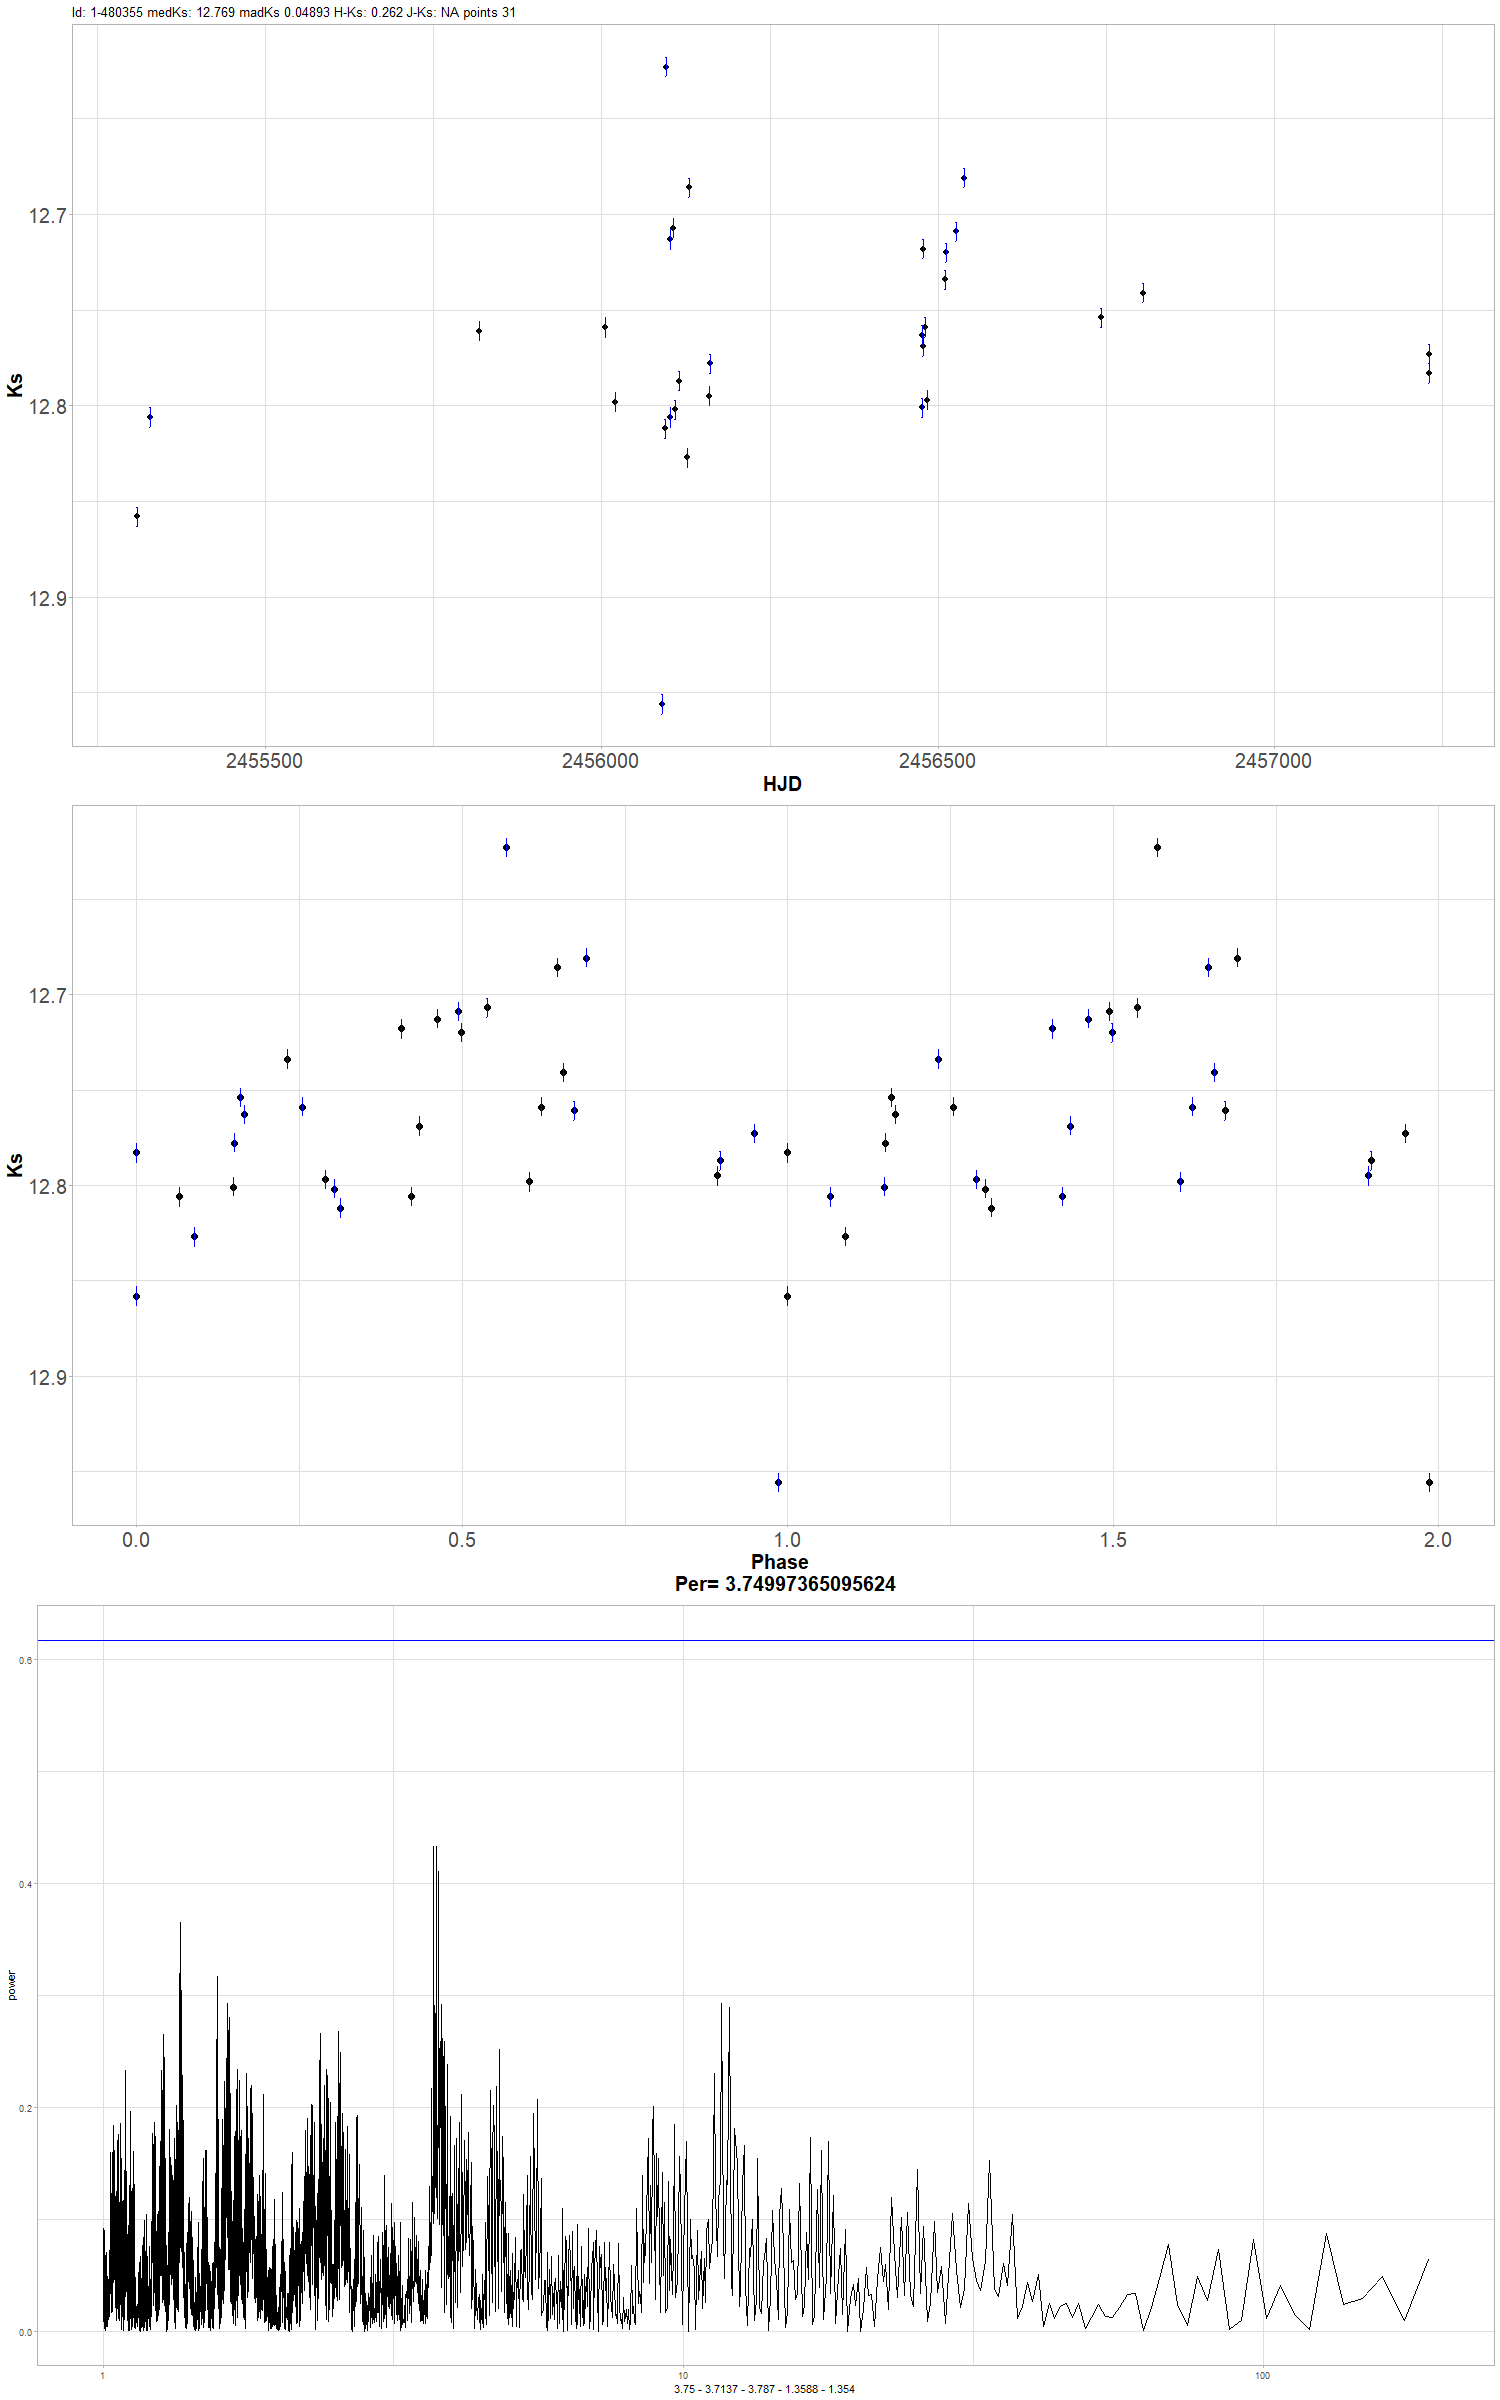 Id: 1-480355 medKs: 12.769 madKs 0.04893 H-Ks: 0.262 J-Ks: NA points 31
12.7
12.8
12.9
Ks
2455500 2456000 2456500 2457000
HJD
12.7
12.8
12.9
Ks
0.0 0.5 1.0 1.5 2.0
Phase
Per= 3.74997365095624
0.6
0.4
0.2
0.0
power
1 10 100
3.75 - 3.7137 - 3.787 - 1.3588 - 1.354